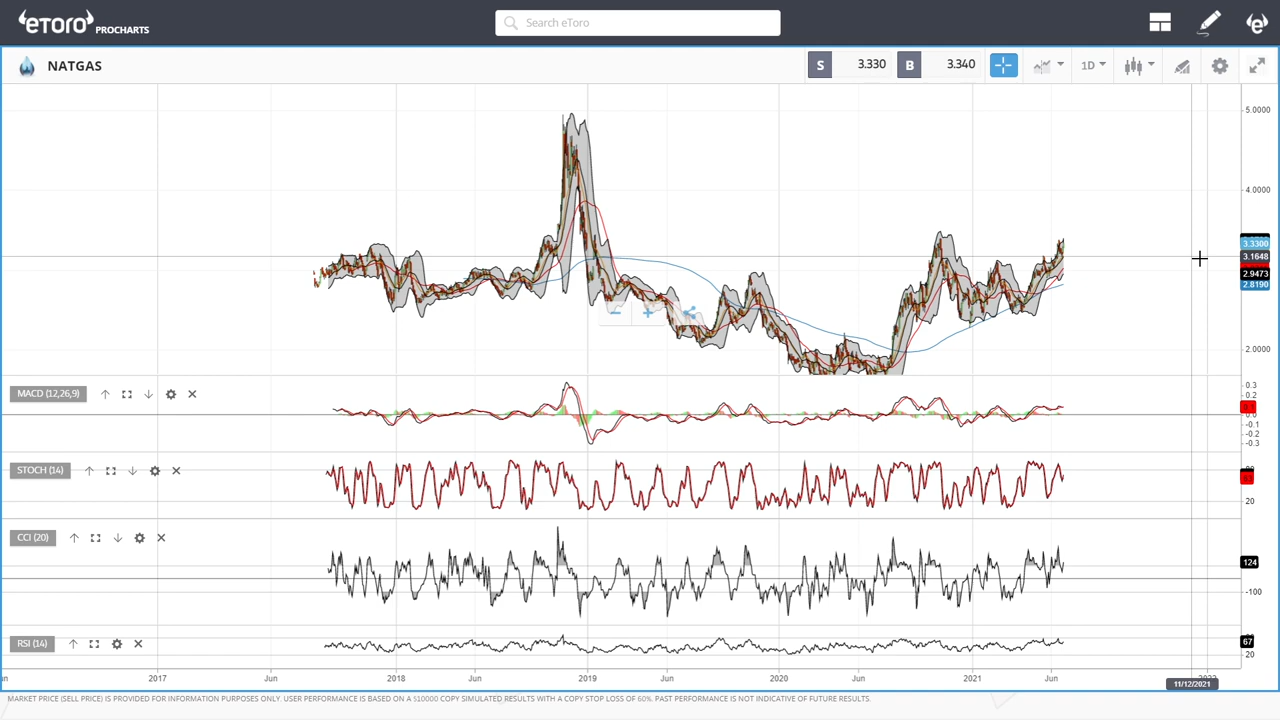 eToro PROCHARTS
Search eToro
NATGAS
S 3.330 B 3.340 1D
5.0000
4.0000
3.3300
3.1648
2.9473
2.8190
2.0000
MACD (12,26,9)
0.3
0.2
0.1
0.0
-0.1
-0.2
-0.3
STOCH (14)
20
CCI (20)
124
-100
RSI (14)
67
20
2017 Jun 2018 Jun 2019 Jun 2020 Jun 2021 Jun
11/12/2021
MARKET PRICE (SELL PRICE) IS PROVIDED FOR INFORMATION PURPOSES ONLY. USER PERFORMANCE IS BASED ON A $10000 COPY SIMULATED RESULTS WITH A COPY STOP LOSS OF 60%. PAST PERFORMANCE IS NOT INDICATIVE OF FUTURE RESULTS.